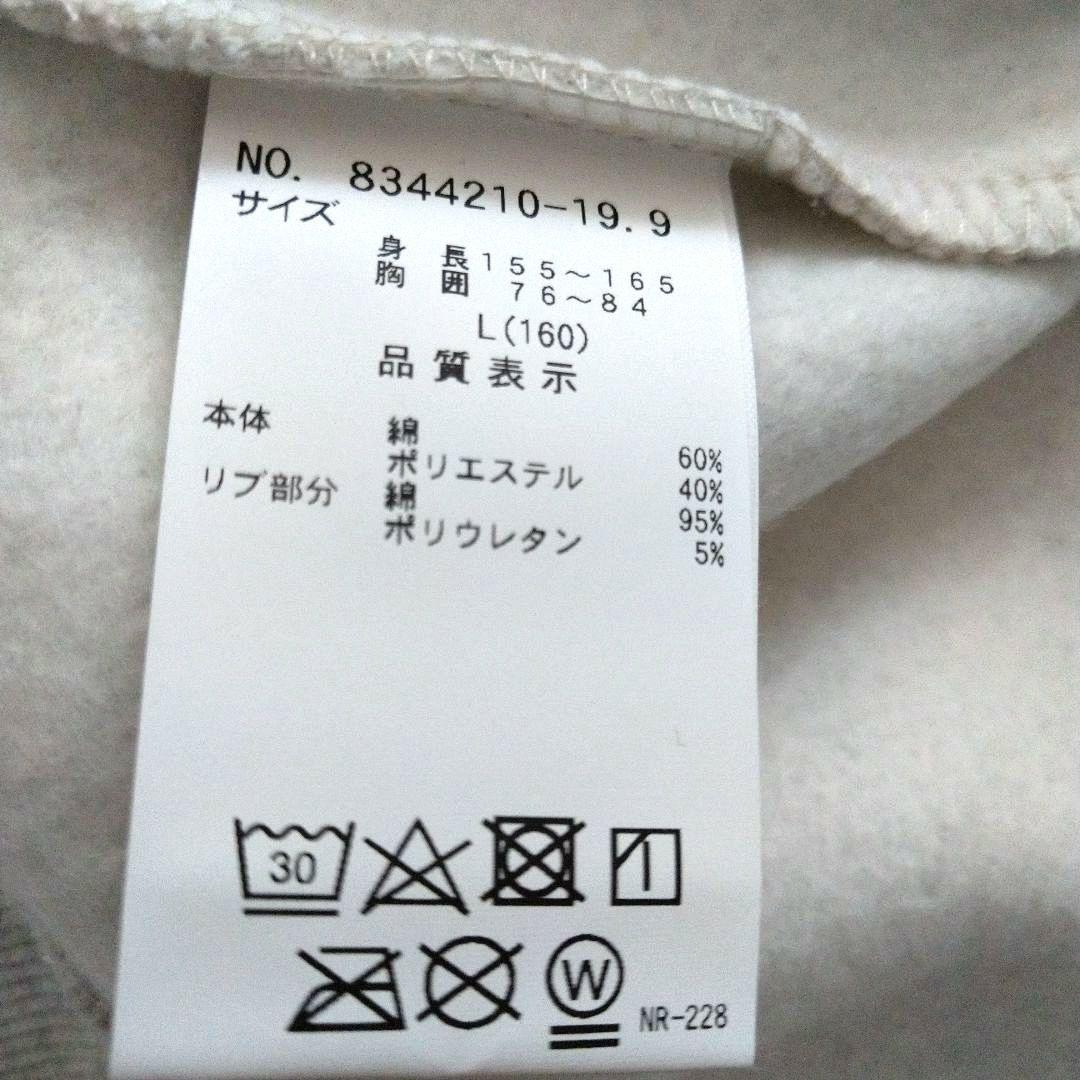 NO. 8344210-19.9
サイズ
身長155～165
胸囲 76～84
L(160)
品質表示
本体 綿 60%
ポリエステル 40%
リブ部分 綿 95%
ポリウレタン 5%
30
W
NR-228